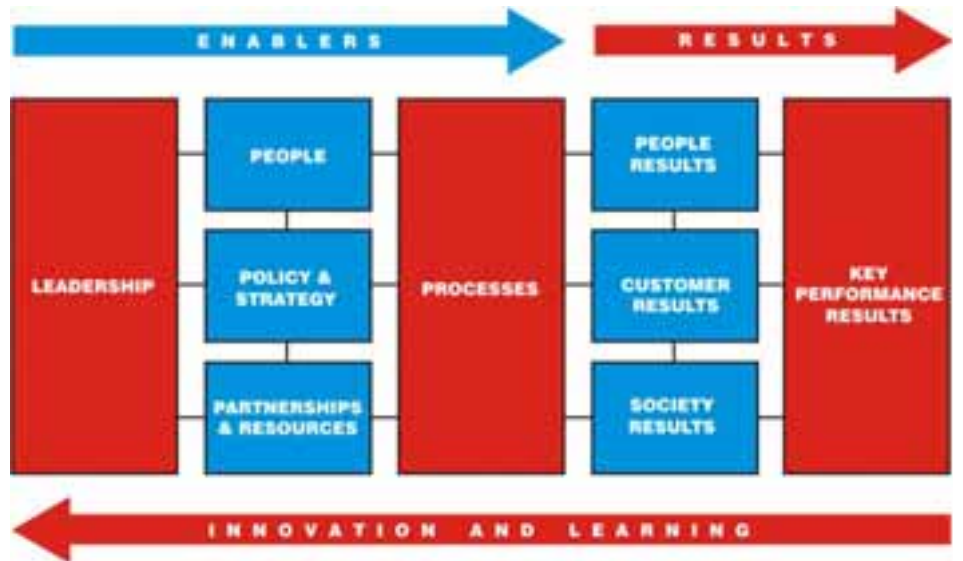 ENABLERS
RESULTS
LEADERSHIP
PEOPLE
POLICY &
STRATEGY
PARTNERSHIPS
& RESOURCES
PROCESSES
PEOPLE
RESULTS
CUSTOMER
RESULTS
SOCIETY
RESULTS
KEY
PERFORMANCE
RESULTS
INNOVATION AND LEARNING